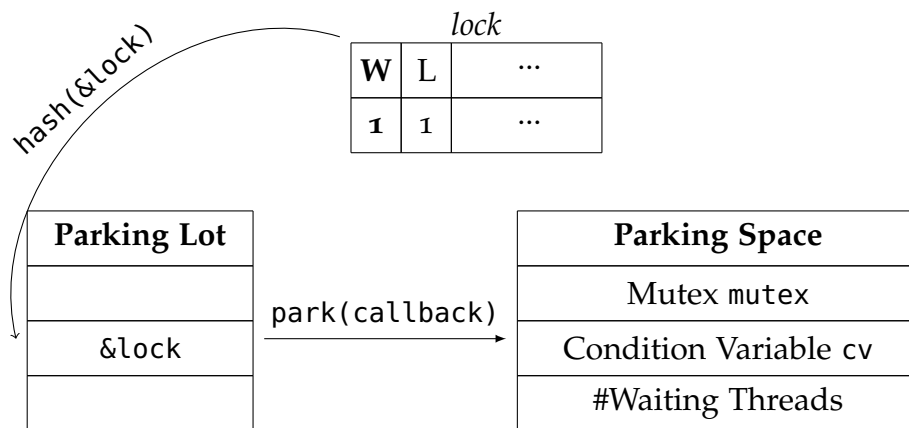 lock
hash(&lock)
W L ...
1 1 ...
Parking Lot
Parking Space
Mutex mutex
park(callback)
&lock
Condition Variable cv
#Waiting Threads